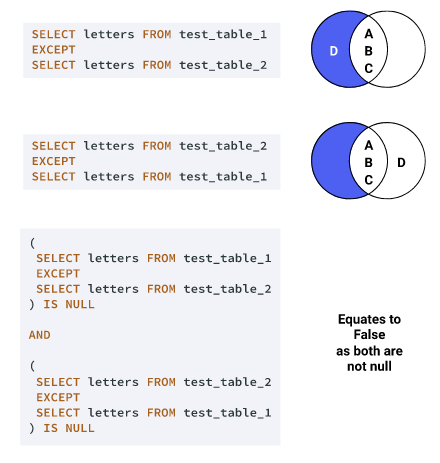 SELECT letters FROM test_table_1
EXCEPT
SELECT letters FROM test_table_2
D
A
B
C
SELECT letters FROM test_table_2
EXCEPT
SELECT letters FROM test_table_1
A
B
C
D
(
SELECT letters FROM test_table_1
EXCEPT
SELECT letters FROM test_table_2
) IS NULL
AND
(
SELECT letters FROM test_table_2
EXCEPT
SELECT letters FROM test_table_1
) IS NULL
Equates to
False
as both are
not null